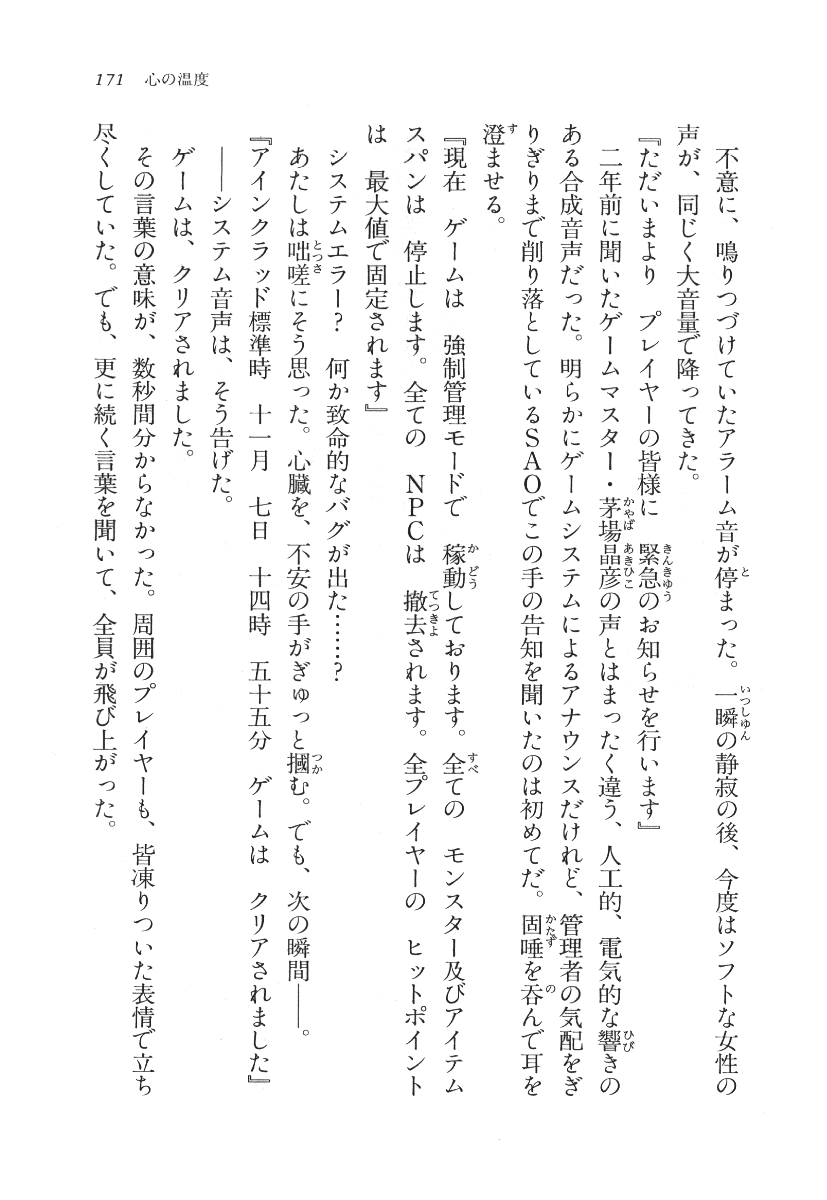 171　心の温度
　不意に、鳴りつづけていたアラーム音が停まった。一瞬の静寂の後、今度はソフトな女性の
声が、同じく大音量で降ってきた。
『ただいまより　プレイヤーの皆様に　緊急のお知らせを行います』
　二年前に聞いたゲームマスター・茅場晶彦の声とはまったく違う、人工的、電気的な響きの
ある合成音声だった。明らかにゲームシステムによるアナウンスだけれど、管理者の気配をぎ
りぎりまで削り落としているSAOでこの手の告知を聞いたのは初めてだ。固唾を呑んで耳を
澄ませる。
『現在　ゲームは　強制管理モードで　稼動しております。全ての　モンスター及びアイテム
スパンは　停止します。全ての　NPCは　撤去されます。全プレイヤーの　ヒットポイント
は　最大値で固定されます』
　システムエラー？　何か致命的なバグが出た……？
　あたしは咄嗟にそう思った。心臓を、不安の手がぎゅっと摑む。でも、次の瞬間――。
『アインクラッド標準時　十一月　七日　十四時　五十五分　ゲームは　クリアされました』
　――システム音声は、そう告げた。
　ゲームは、クリアされました。
　その言葉の意味が、数秒間分からなかった。周囲のプレイヤーも、皆凍りついた表情で立ち
尽くしていた。でも、更に続く言葉を聞いて、全員が飛び上がった。